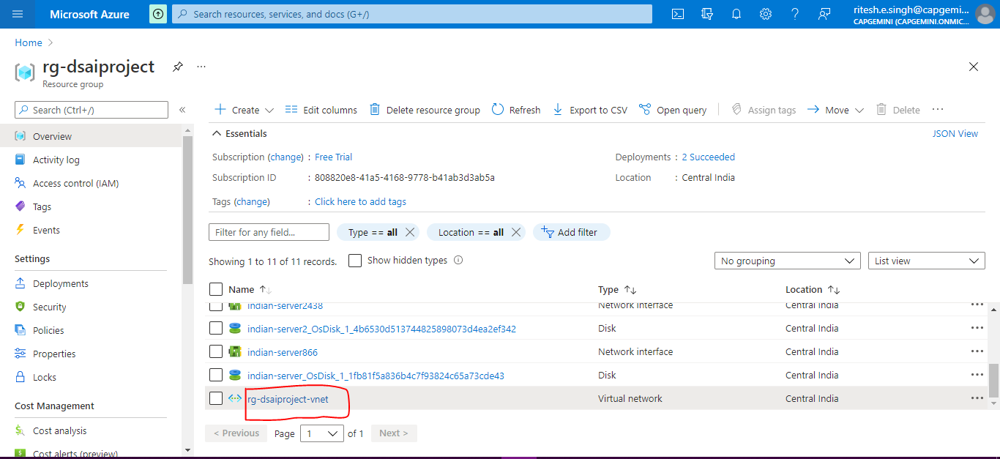 Microsoft Azure
Search resources, services, and docs (G+/)
ritesh.e.singh@capgemini...
CAPGEMINI (CAPGEMINI.ONMIC...
Home >
rg-dsaiproject
Resource group
Search (Ctrl+/)
«
Create
Edit columns
Delete resource group
Refresh
Export to CSV
Open query
Assign tags
Move
Delete
...
Overview
Activity log
Access control (IAM)
Tags
Events
Settings
Deployments
Security
Policies
Properties
Locks
Cost Management
Cost analysis
Cost alerts (preview)
Essentials
JSON View
Subscription (change) : Free Trial
Deployments : 2 Succeeded
Subscription ID : 808820e8-41a5-4168-9778-b41ab3d3ab5a
Location : Central India
Tags (change) : Click here to add tags
Filter for any field...
Type == all
Location == all
Add filter
Showing 1 to 11 of 11 records.
Show hidden types
No grouping
List view
Name Type Location
indian-server2438 Network interface Central India
indian-server2_OsDisk_1_4b6530d513744825898073d4ea2ef342 Disk Central India
indian-server866 Network interface Central India
indian-server_OsDisk_1_1fb81f5a836b4c7f93824c65a73cde43 Disk Central India
rg-dsaiproject-vnet Virtual network Central India
< Previous Page 1 of 1 Next >